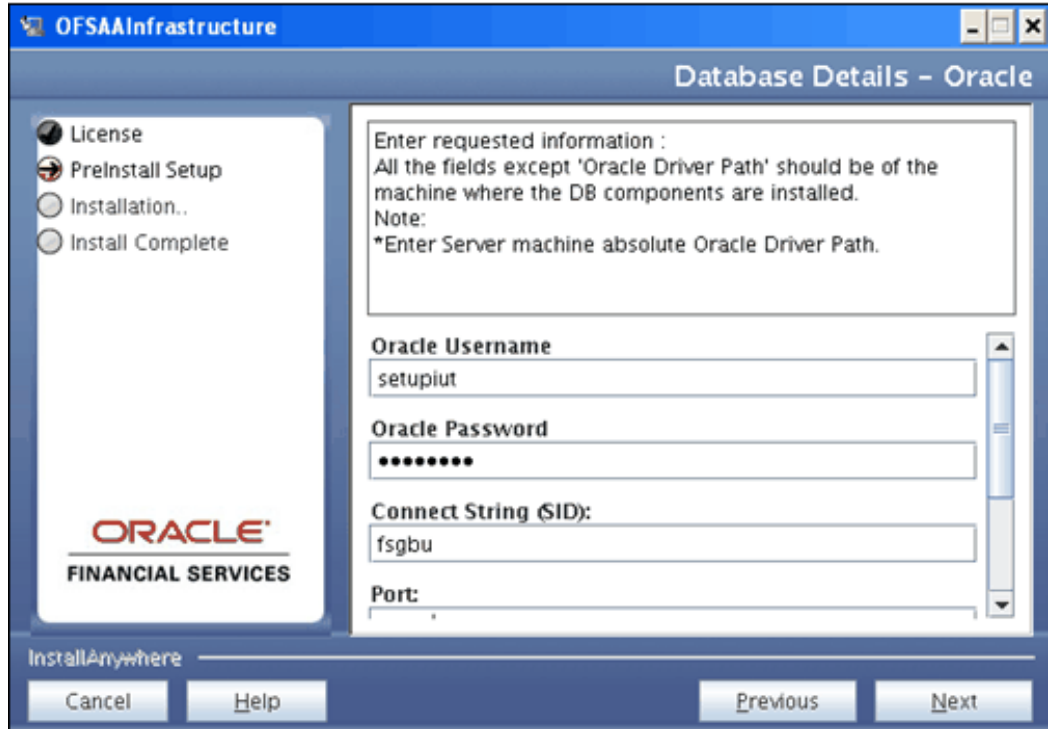 OFSAAInfrastructure
Database Details – Oracle
License
PreInstall Setup
Installation..
Install Complete
Enter requested information :
All the fields except 'Oracle Driver Path' should be of the
machine where the DB components are installed.
Note:
*Enter Server machine absolute Oracle Driver Path.
Oracle Username
setupiut
Oracle Password
••••••••
Connect String (SID):
fsgbu
Port:
ORACLE
FINANCIAL SERVICES
InstallAnywhere
Cancel
Help
Previous
Next